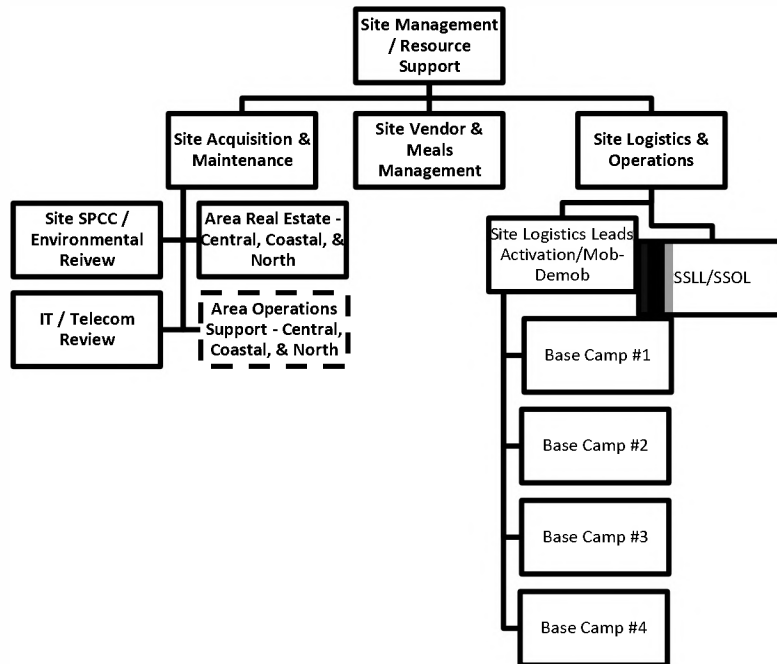 Site Management
/ Resource
Support
Site Acquisition &
Maintenance
Site Vendor &
Meals
Management
Site Logistics &
Operations
Site SPCC /
Environmental
Reivew
Area Real Estate -
Central, Coastal, &
North
Site Logistics Leads
Activation/Mob-
Demob
SSLL/SSOL
IT / Telecom
Review
Area Operations
Support - Central,
Coastal, & North
Base Camp #1
Base Camp #2
Base Camp #3
Base Camp #4